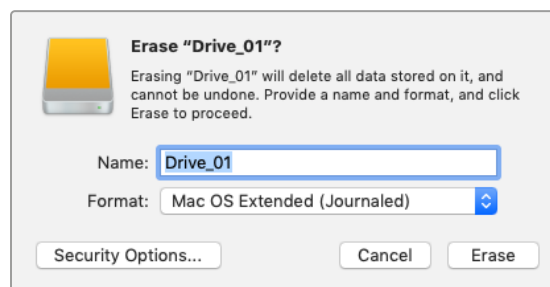 Erase “Drive_01”?
Erasing “Drive_01” will delete all data stored on it, and
cannot be undone. Provide a name and format, and click
Erase to proceed.
Name: Drive_01
Format: Mac OS Extended (Journaled)
Security Options... Cancel Erase